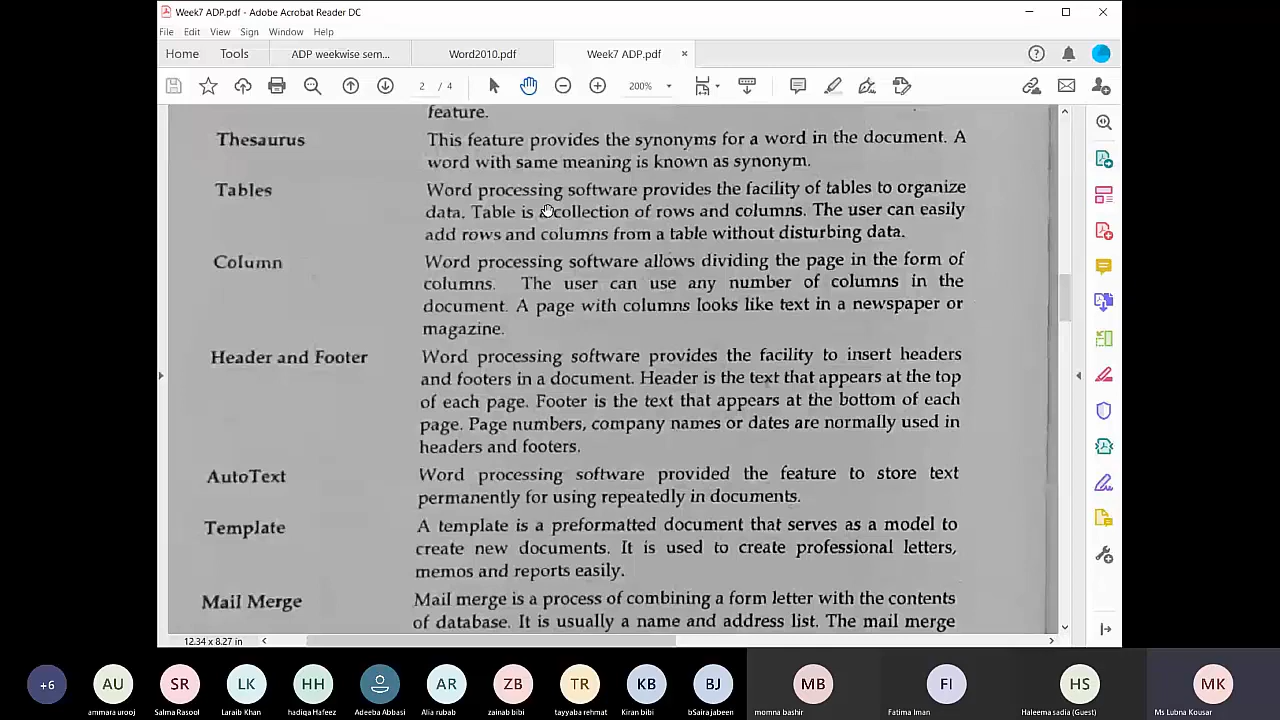 Week7 ADP.pdf - Adobe Acrobat Reader DC
File Edit View Sign Window Help
Home Tools ADP weekwise sem... Word2010.pdf Week7 ADP.pdf
2 / 4 200%
feature.
Thesaurus This feature provides the synonyms for a word in the document. A
word with same meaning is known as synonym.
Tables Word processing software provides the facility of tables to organize
data. Table is a collection of rows and columns. The user can easily
add rows and columns from a table without disturbing data.
Column Word processing software allows dividing the page in the form of
columns. The user can use any number of columns in the
document. A page with columns looks like text in a newspaper or
magazine.
Header and Footer Word processing software provides the facility to insert headers
and footers in a document. Header is the text that appears at the top
of each page. Footer is the text that appears at the bottom of each
page. Page numbers, company names or dates are normally used in
headers and footers.
AutoText Word processing software provided the feature to store text
permanently for using repeatedly in documents.
Template A template is a preformatted document that serves as a model to
create new documents. It is used to create professional letters,
memos and reports easily.
Mail Merge Mail merge is a process of combining a form letter with the contents
of database. It is usually a name and address list. The mail merge
12.34 x 8.27 in
+6 AU SR LK HH AR ZB TR KB BJ MB FI HS MK
ammara urooj Salma Rasool Laraib Khan hadiqa Hafeez Adeeba Abbasi Alia rubab zainab bibi tayyaba rehmat Kiran bibi bSaira jabeen momna bashir Fatima Iman Haleema sadia (Guest) Ms Lubna Kousar